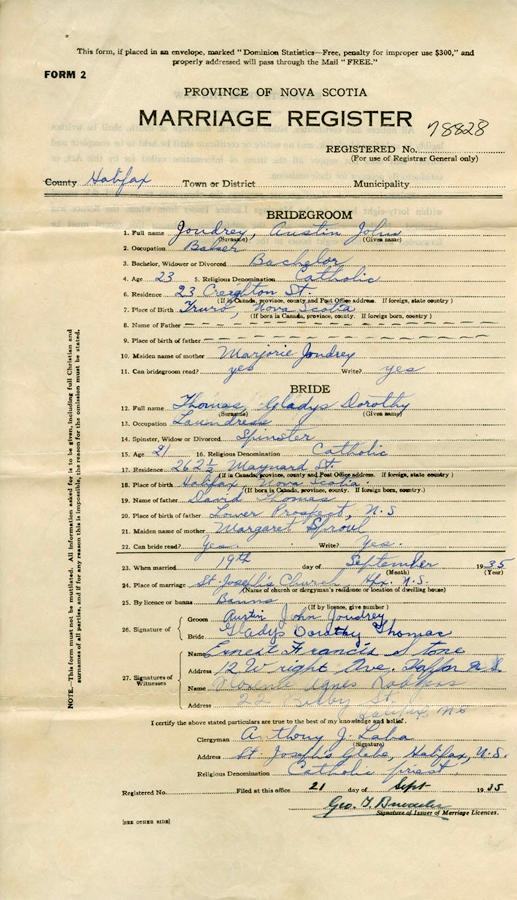 This form, if placed in an envelope, marked "Dominion Statistics—Free, penalty for improper use $300," and
properly addressed will pass through the Mail "FREE."
FORM 2
PROVINCE OF NOVA SCOTIA
MARRIAGE REGISTER
78828
REGISTERED No.
(For use of Registrar General only)
County Halifax Town or District Municipality
BRIDEGROOM
1. Full name Joudrey, Austin John
(Surname) (Given name)
2. Occupation Baker
3. Bachelor, Widower or Divorced Bachelor
4. Age 23 5. Religious Denomination Catholic
6. Residence 23 Creighton St.
(If in Canada, province, county and Post Office address. If foreign, state country)
7. Place of Birth Truro, Nova Scotia
(If born in Canada, province, county. If foreign born, country)
8. Name of Father
9. Place of birth of father
10. Maiden name of mother Marjorie Joudrey
11. Can bridegroom read? yes Write? yes
BRIDE
12. Full name Thomas Gladys Dorothy
(Surname) (Given name)
13. Occupation Laundress
14. Spinster, Widow or Divorced Spinster
15. Age 21 16. Religious Denomination Catholic
17. Residence 262½ Maynard St.
(If in Canada, province, county and Post Office address. If foreign, state country)
18. Place of birth Halifax Nova Scotia.
(If born in Canada, province, county. If foreign born, country.)
19. Name of father David Thomas
20. Place of birth of father Lower Prospect, N.S
21. Maiden name of mother Margaret Sproul
22. Can bride read? Yes. Write? Yes.
23. When married 19th day of September 1935
(Month) (Year)
24. Place of marriage St. Joseph's Church Hfx. N.S.
(Name of church or clergyman's residence or location of dwelling house)
25. By licence or banns Banns
(If by licence, give number)
26. Signature of Groom Austin John Joudrey
Bride Gladys Dorothy Thomas
27. Signatures of Witnesses
Name Ernest Francis Stone
Address 12 Wright Ave, N.S
Name Agnes
Address 22 Bilby St
Halifax NS
I certify the above stated particulars are true to the best of my knowledge and belief.
Clergyman Anthony J. Laba
(Signature)
Address St. Joseph's Glebe, Halifax, N.S.
Religious Denomination Catholic priest.
Registered No. Filed at this office 21 day of Sept 1935
Geo. T.
Signature of Issuer of Marriage Licences.
[SEE OTHER SIDE]
NOTE.—This form must not be mutilated. All information asked for is to be given, including full Christian and
surnames of all parties, and if for any reason this is impossible, the reason for the omission must be stated.